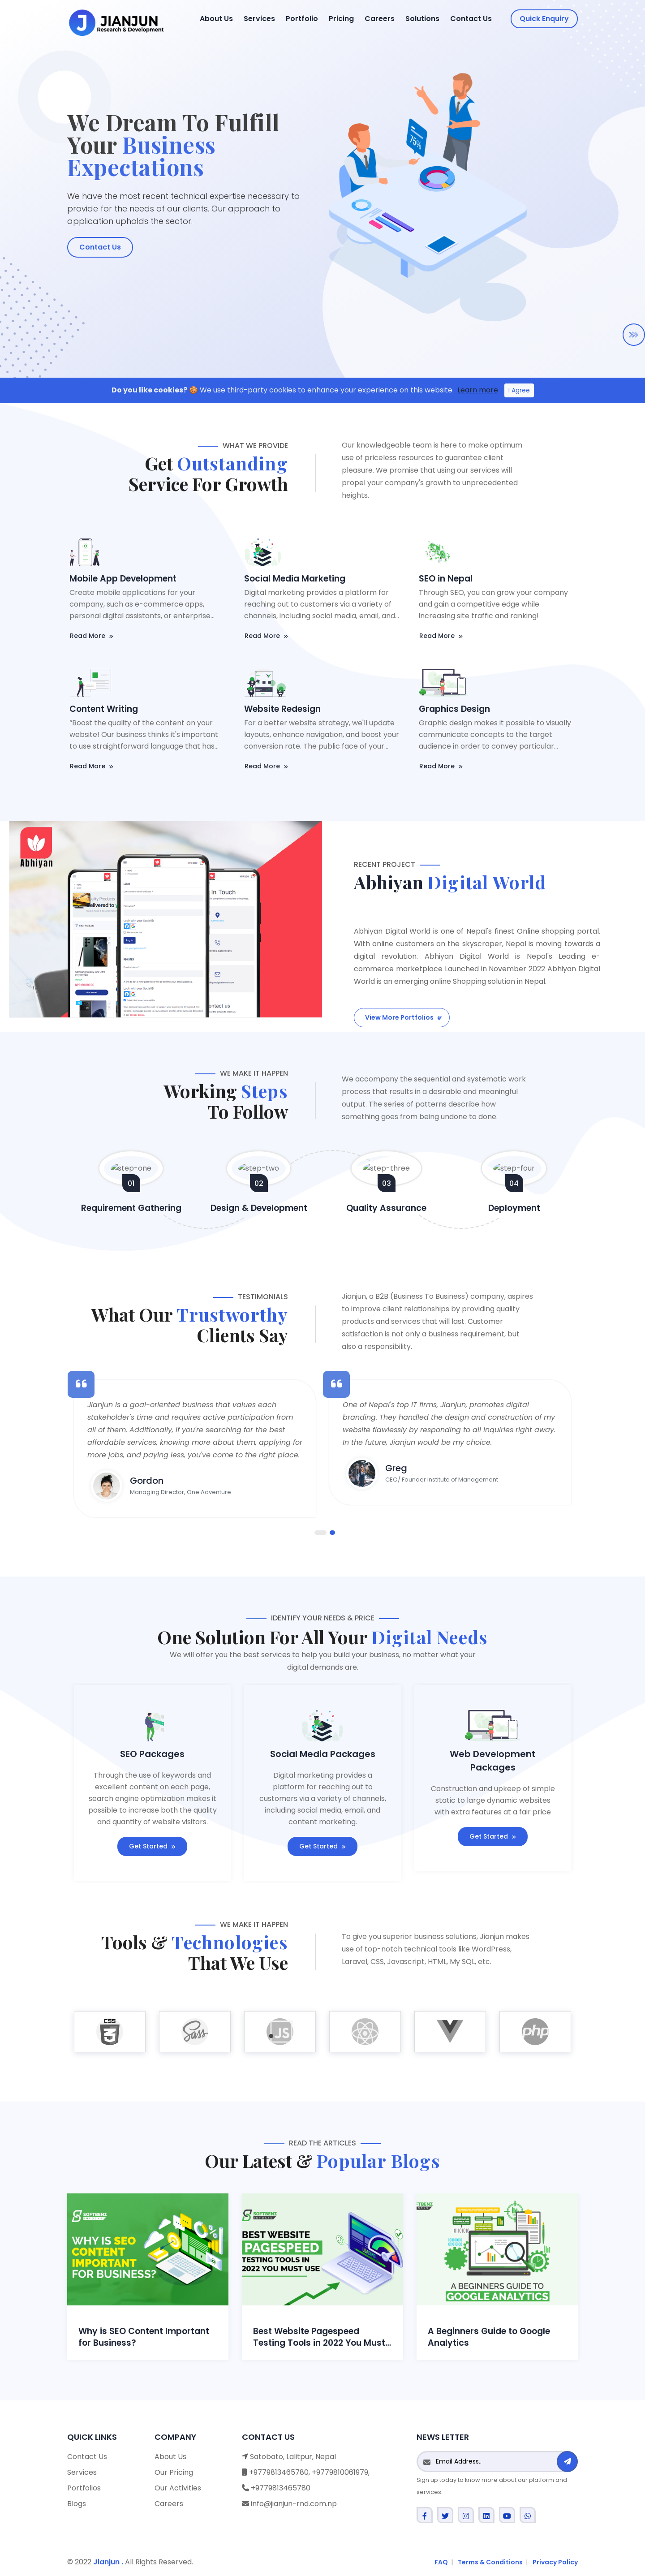 JIANJUN
Research & Development
About Us
Services
Portfolio
Pricing
Careers
Solutions
Contact Us
Quick Enquiry
We Dream To Fulfill
Your Business
Expectations
75%
We have the most recent technical expertise necessary to
provide for the needs of our clients. Our approach to
application upholds the sector.
Contact Us
Do you like cookies? 🍪 We use third-party cookies to enhance your experience on this website. Learn more
I Agree
WHAT WE PROVIDE
Get Outstanding
Service For Growth
Our knowledgeable team is here to make optimum
use of priceless resources to guarantee client
pleasure. We promise that using our services will
propel your company's growth to unprecedented
heights.
Mobile App Development
Create mobile applications for your
company, such as e-commerce apps,
personal digital assistants, or enterprise...
Read More »
Social Media Marketing
Digital marketing provides a platform for
reaching out to customers via a variety of
channels, including social media, email, and...
Read More »
SEO in Nepal
Through SEO, you can grow your company
and gain a competitive edge while
increasing site traffic and ranking!
Read More »
Content Writing
"Boost the quality of the content on your
website! Our business thinks it's important
to use straightforward language that has...
Read More »
Website Redesign
For a better website strategy, we'll update
layouts, enhance navigation, and boost your
conversion rate. The public face of your...
Read More »
Graphics Design
Graphic design makes it possible to visually
communicate concepts to the target
audience in order to convey particular...
Read More »
Abhiyan
RECENT PROJECT
Abhiyan Digital World
Abhiyan Digital World is one of Nepal's finest Online shopping portal.
With online customers on the skyscraper, Nepal is moving towards a
digital revolution. Abhiyan Digital World is Nepal's Leading e-
commerce marketplace Launched in November 2022 Abhiyan Digital
World is an emerging online Shopping solution in Nepal.
View More Portfolios
WE MAKE IT HAPPEN
Working Steps
To Follow
We accompany the sequential and systematic work
process that results in a desirable and meaningful
output. The series of patterns describe how
something goes from being undone to done.
step-one
01
Requirement Gathering
step-two
02
Design & Development
step-three
03
Quality Assurance
step-four
04
Deployment
TESTIMONIALS
What Our Trustworthy
Clients Say
Jianjun, a B2B (Business To Business) company, aspires
to improve client relationships by providing quality
products and services that will last. Customer
satisfaction is not only a business requirement, but
also a responsibility.
Jianjun is a goal-oriented business that values each
stakeholder's time and requires active participation from
all of them. Additionally, if you're searching for the best
affordable services, knowing more about them, applying for
more jobs, and paying less, you've come to the right place.
Gordon
Managing Director, One Adventure
One of Nepal's top IT firms, Jianjun, promotes digital
branding. They handled the design and construction of my
website flawlessly by responding to all inquiries right away.
In the future, Jianjun would be my choice.
Greg
CEO/ Founder Institute of Management
IDENTIFY YOUR NEEDS & PRICE
One Solution For All Your Digital Needs
We will offer you the best services to help you build your business, no matter what your
digital demands are.
SEO Packages
Through the use of keywords and
excellent content on each page,
search engine optimization makes it
possible to increase both the quality
and quantity of website visitors.
Get Started »
Social Media Packages
Digital marketing provides a
platform for reaching out to
customers via a variety of channels,
including social media, email, and
content marketing.
Get Started »
Web Development
Packages
Construction and upkeep of simple
static to large dynamic websites
with extra features at a fair price
Get Started »
WE MAKE IT HAPPEN
Tools & Technologies
That We Use
To give you superior business solutions, Jianjun makes
use of top-notch technical tools like WordPress,
Laravel, CSS, Javascript, HTML, My SQL, etc.
CSS
3
Sass
JS
php
READ THE ARTICLES
Our Latest & Popular Blogs
WHY IS SEO
CONTENT
IMPORTANT
FOR BUSINESS?
Why is SEO Content Important
for Business?
BEST WEBSITE
PAGESPEED
TESTING TOOLS IN
2022 YOU MUST USE
Best Website Pagespeed
Testing Tools in 2022 You Must...
A BEGINNERS GUIDE TO
GOOGLE ANALYTICS
A Beginners Guide to Google
Analytics
QUICK LINKS
Contact Us
Services
Portfolios
Blogs
COMPANY
About Us
Our Pricing
Our Activities
Careers
CONTACT US
Satobato, Lalitpur, Nepal
+9779813465780, +9779810061979,
+9779813465780
info@jianjun-rnd.com.np
NEWS LETTER
Email Address..
Sign up today to know more about our platform and
services
© 2022 Jianjun . All Rights Reserved.
FAQ | Terms & Conditions | Privacy Policy